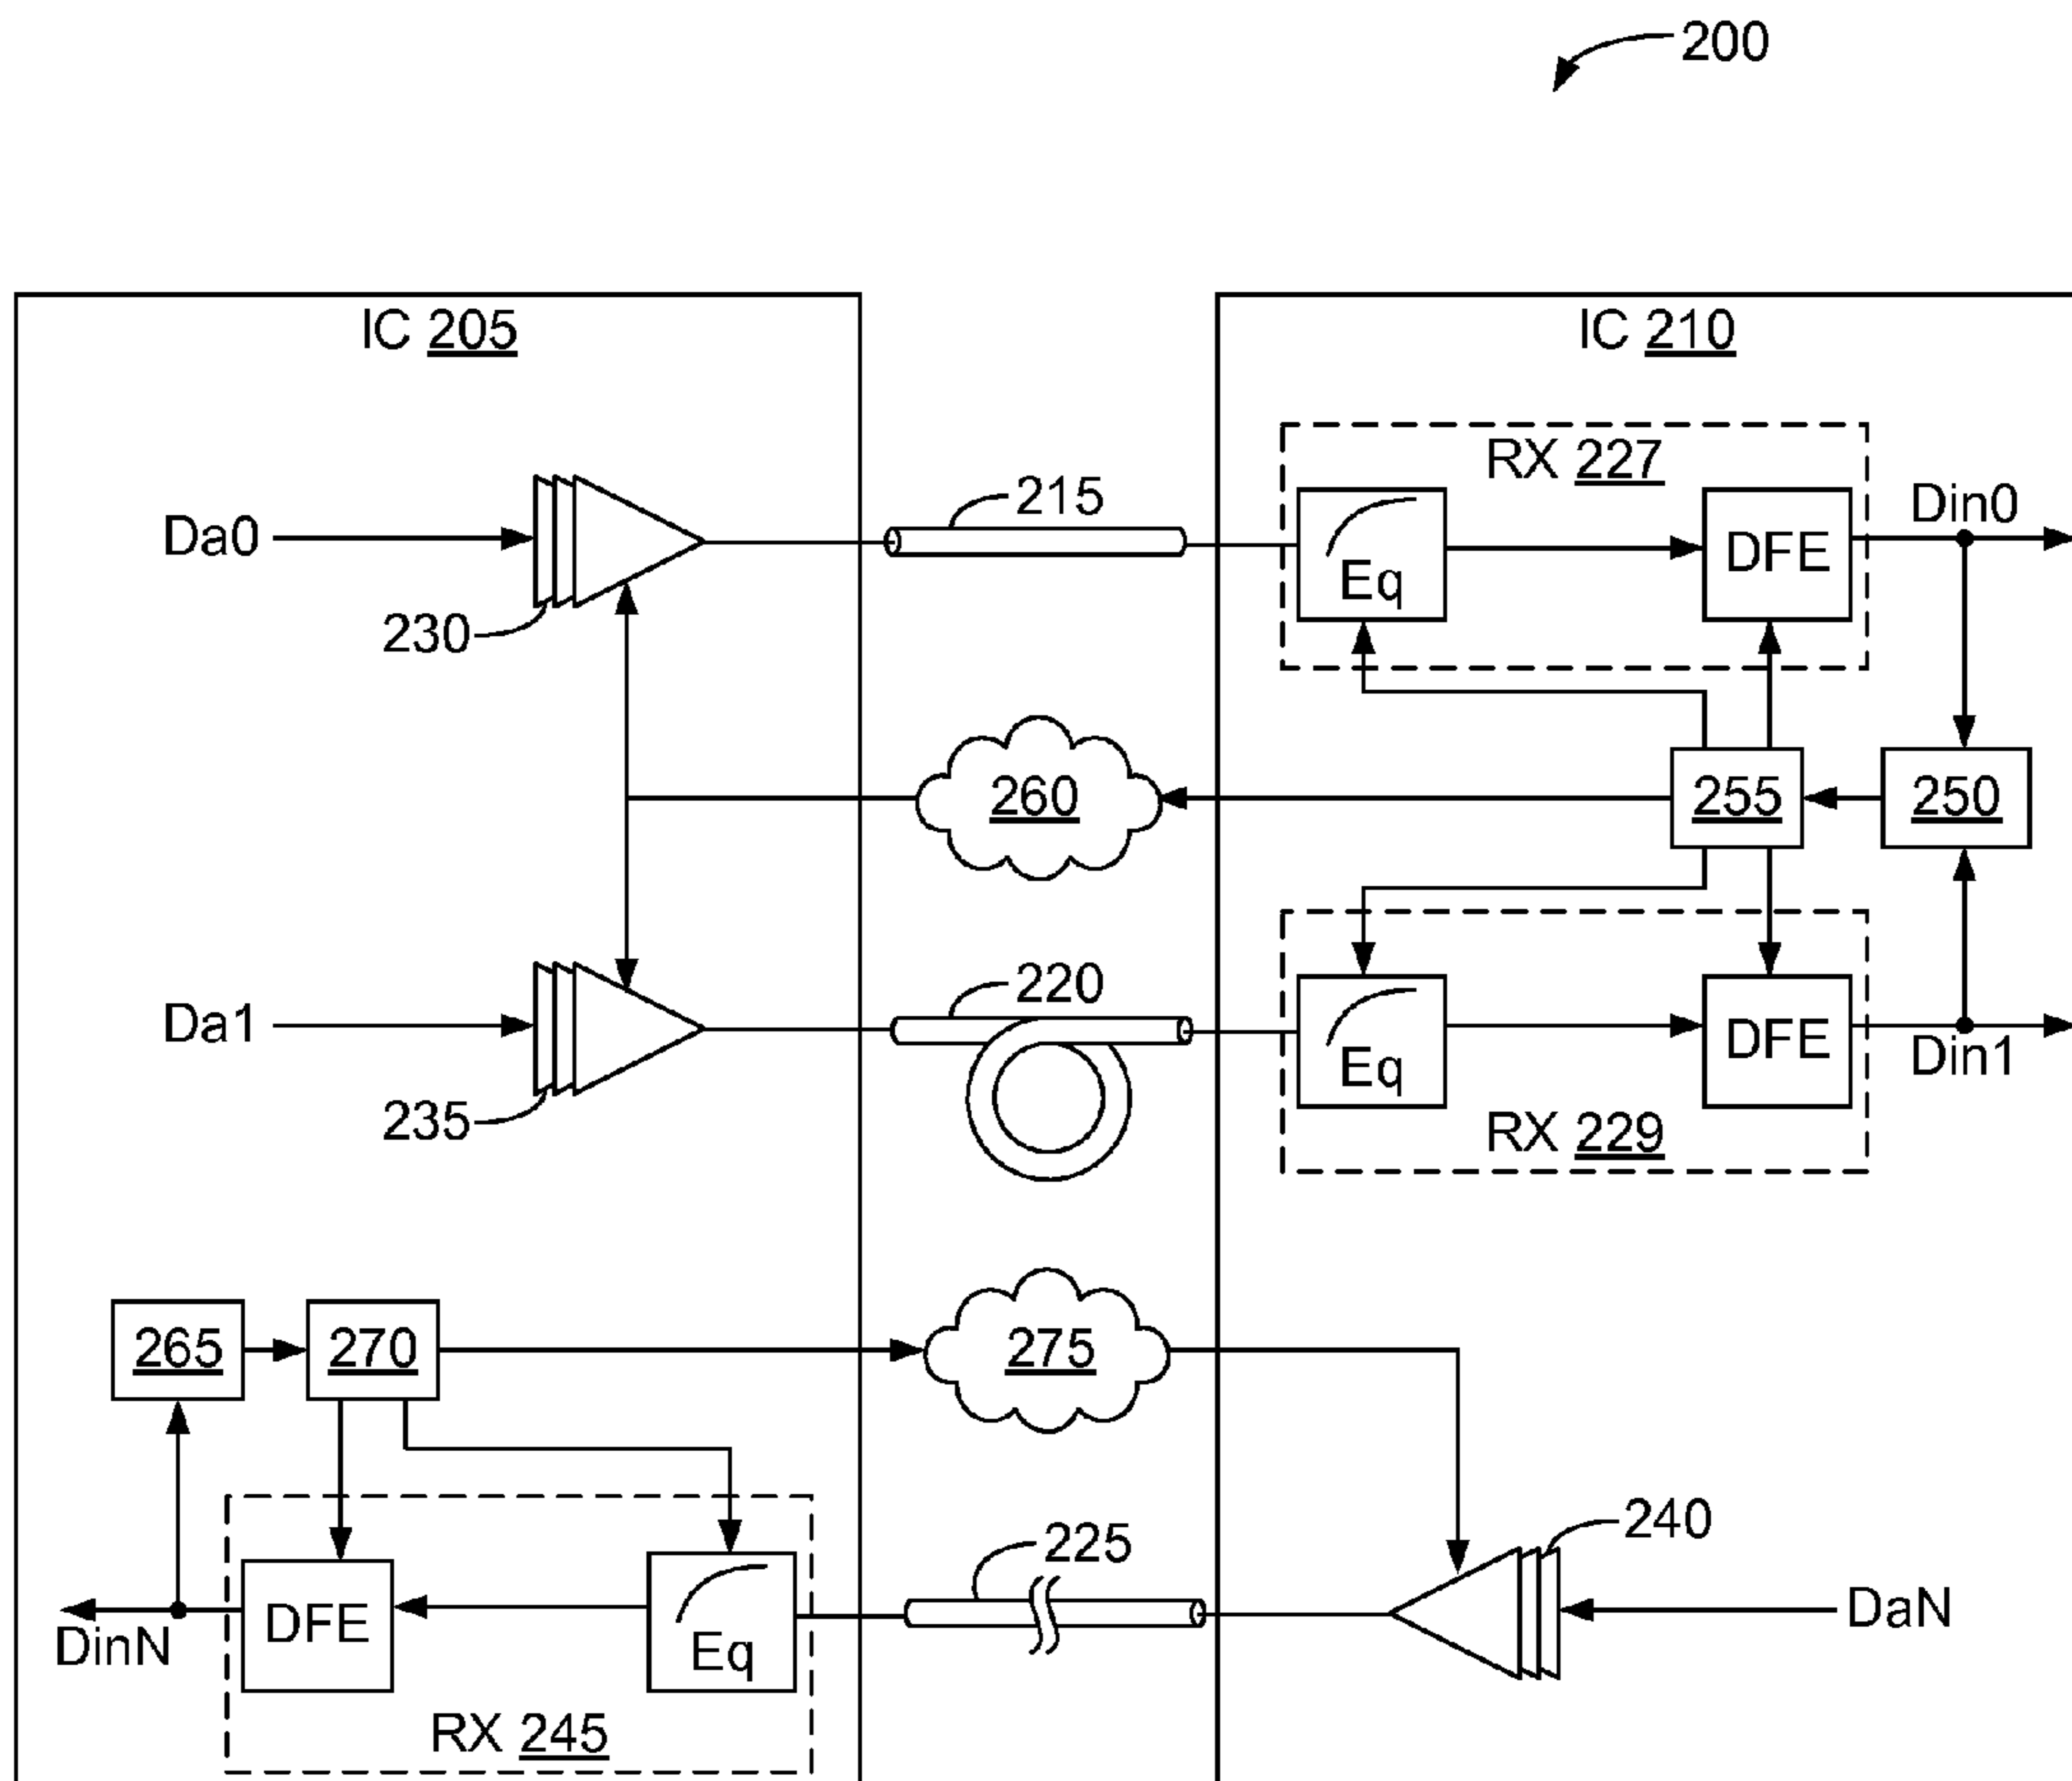 200
IC 205
IC 210
RX 227
215
Da0
Eq
DFE
Din0
230
260
255
250
220
Da1
Eq
DFE
Din1
235
RX 229
265
270
275
240
225
DaN
DinN
DFE
Eq
RX 245